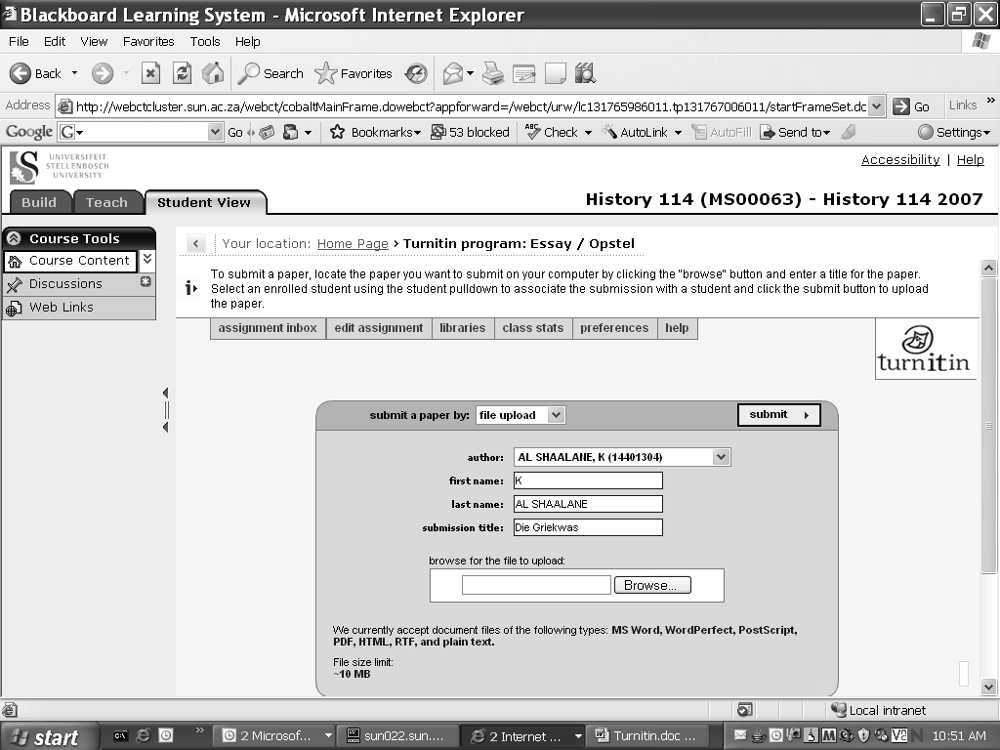 Blackboard Learning System - Microsoft Internet Explorer
File Edit View Favorites Tools Help
Back Search Favorites
Address http://webctcluster.sun.ac.za/webct/cobaltMainFrame.dowebct?appforward=/webct/urw/lc131765986011.tp131767006011/startFrameSet.dc Go Links »
Google G Go Bookmarks 53 blocked Check AutoLink AutoFill Send to Settings
UNIVERSITEIT
STELLENBOSCH
UNIVERSITY
Accessibility | Help
Build Teach Student View
History 114 (MS00063) - History 114 2007
Course Tools
Course Content
Discussions
Web Links
Your location: Home Page › Turnitin program: Essay / Opstel
To submit a paper, locate the paper you want to submit on your computer by clicking the "browse" button and enter a title for the paper.
Select an enrolled student using the student pulldown to associate the submission with a student and click the submit button to upload
the paper.
assignment inbox edit assignment libraries class stats preferences help
turnitin
submit a paper by: file upload submit
author: AL SHAALANE, K (14401304)
first name: K
last name: AL SHAALANE
submission title: Die Griekwas
browse for the file to upload:
Browse...
We currently accept document files of the following types: MS Word, WordPerfect, PostScript,
PDF, HTML, RTF, and plain text.
File size limit:
~10 MB
Local intranet
start » 2 Microsof... sun022.sun.... 2 Internet ... Turnitin.doc ... 10:51 AM